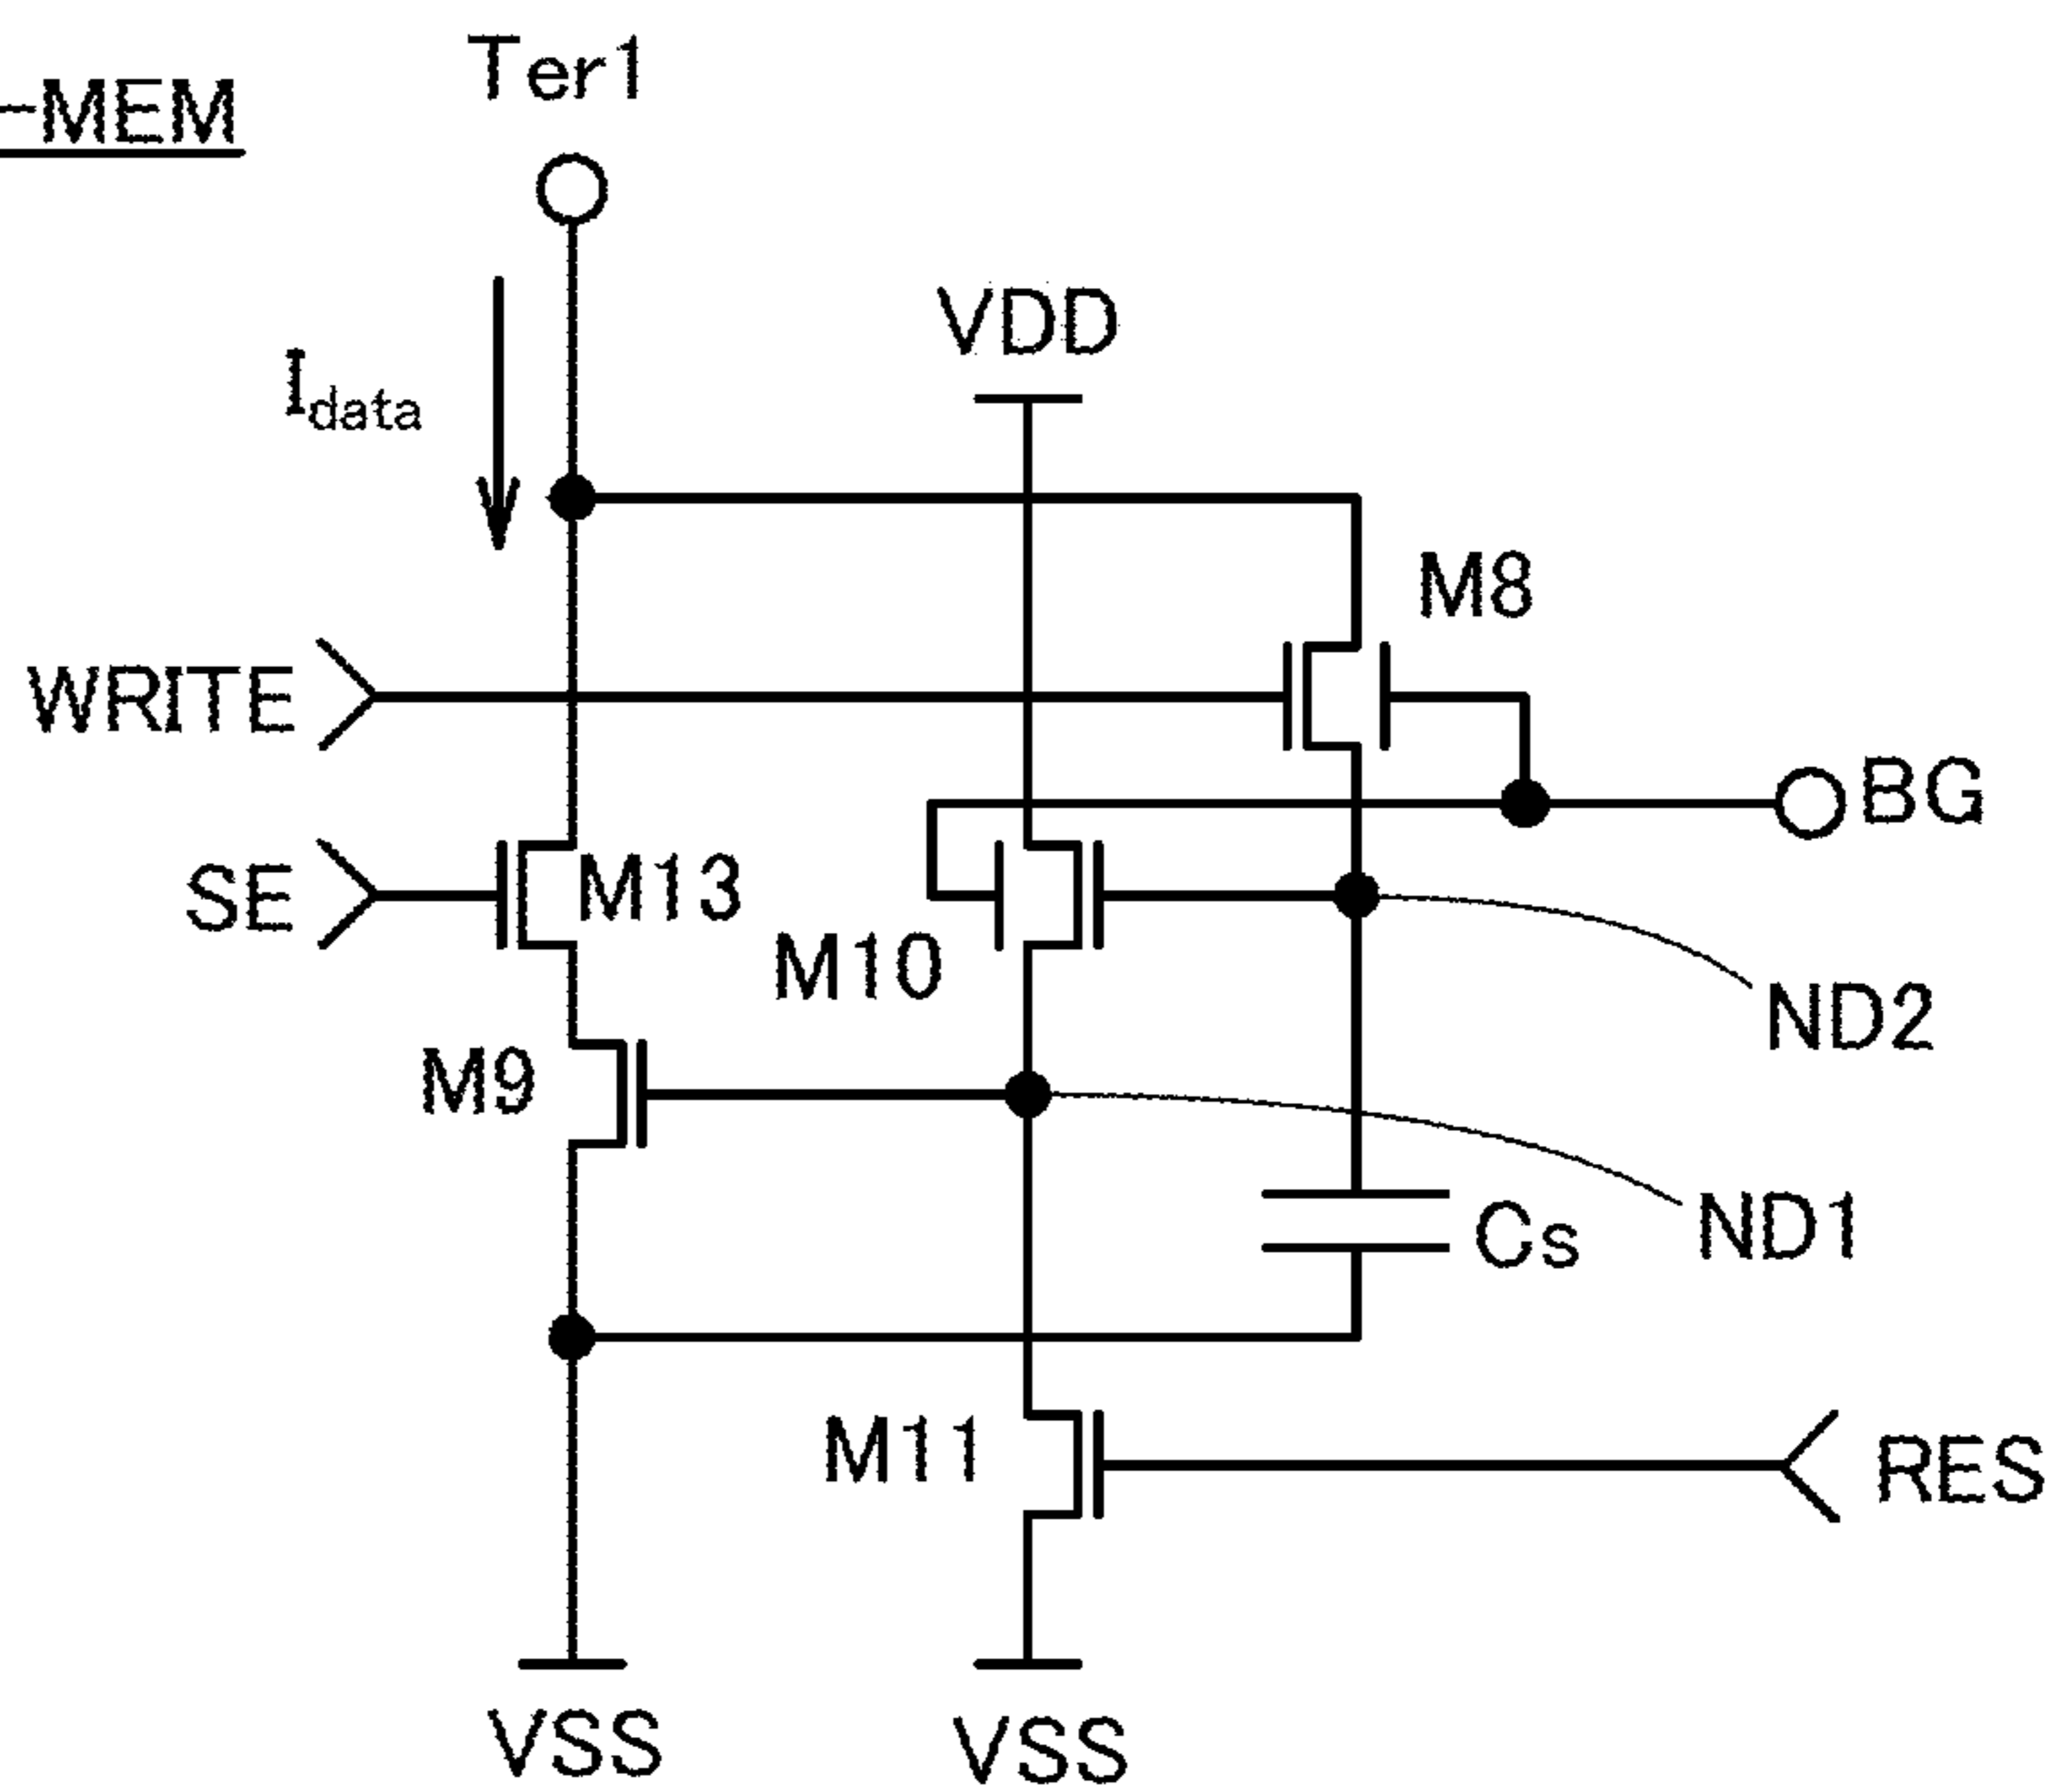 -MEM
Ter1
VDD
Idata
M8
WRITE
BG
SE
M13
M10
ND2
M9
ND1
Cs
M11
RES
VSS
VSS